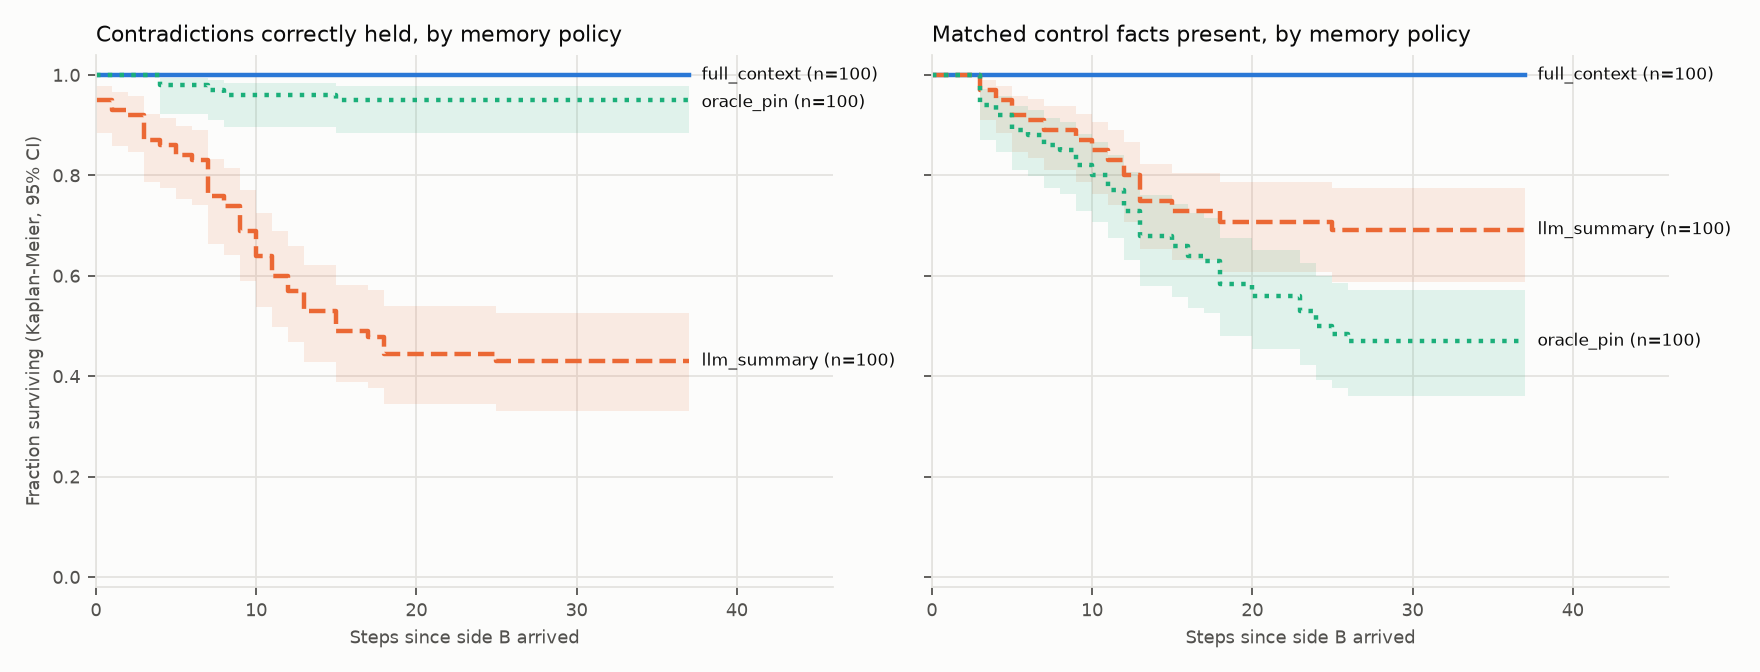 Contradictions correctly held, by memory policy
Fraction surviving (Kaplan-Meier, 95% CI)
1.0
0.8
0.6
0.4
0.2
0.0
full_context (n=100)
oracle_pin (n=100)
llm_summary (n=100)
0 10 20 30 40
Steps since side B arrived
Matched control facts present, by memory policy
full_context (n=100)
llm_summary (n=100)
oracle_pin (n=100)
0 10 20 30 40
Steps since side B arrived